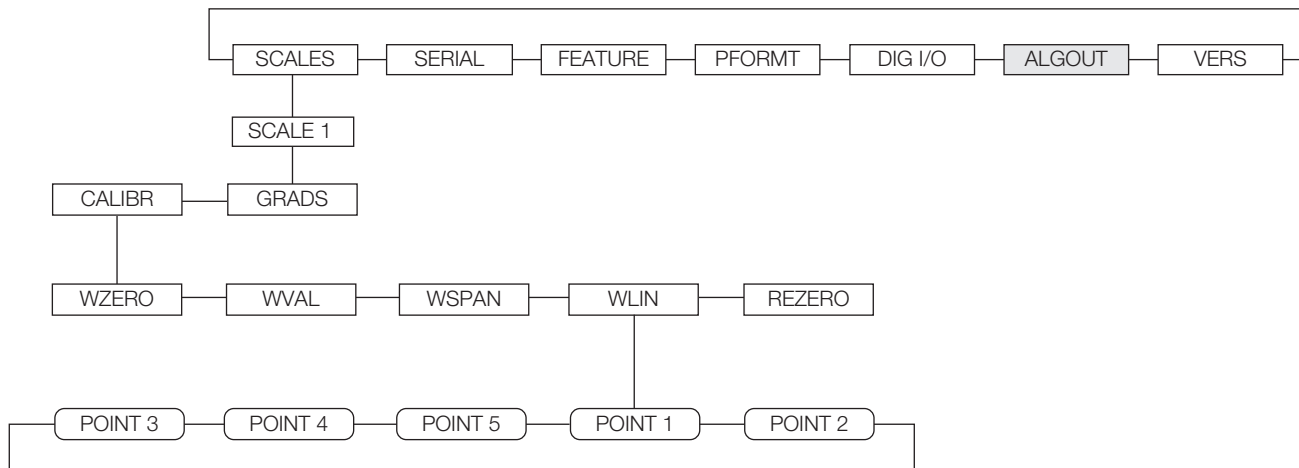 SCALES SERIAL FEATURE PFORMT DIG I/O ALGOUT VERS
SCALE 1
CALIBR GRADS
WZERO WVAL WSPAN WLIN REZERO
POINT 3 POINT 4 POINT 5 POINT 1 POINT 2